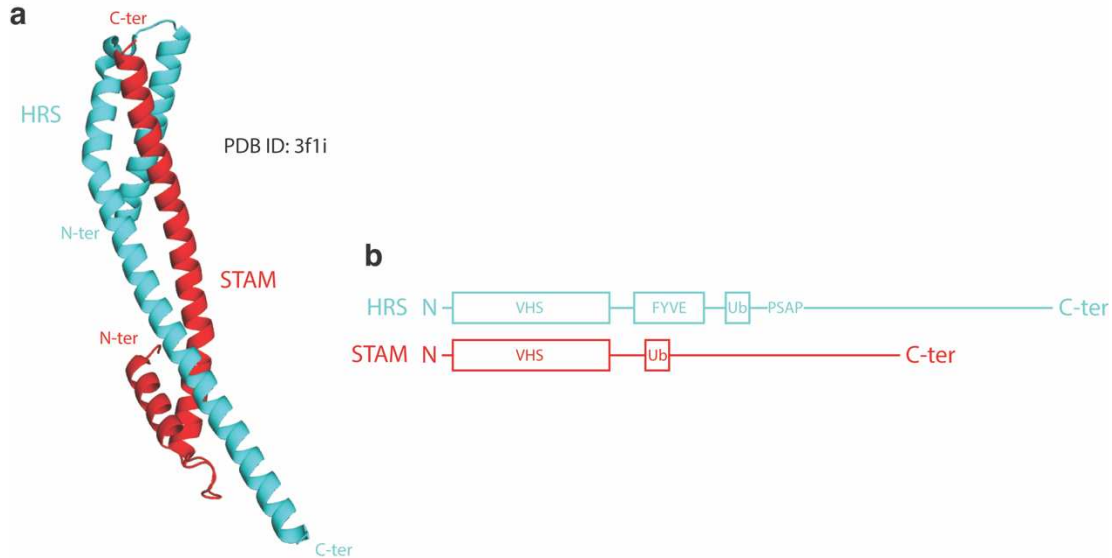 a
C-ter
HRS
PDB ID: 3f1i
N-ter
STAM
N-ter
C-ter
b
HRS N VHS FYVE Ub PSAP C-ter
STAM N VHS Ub C-ter